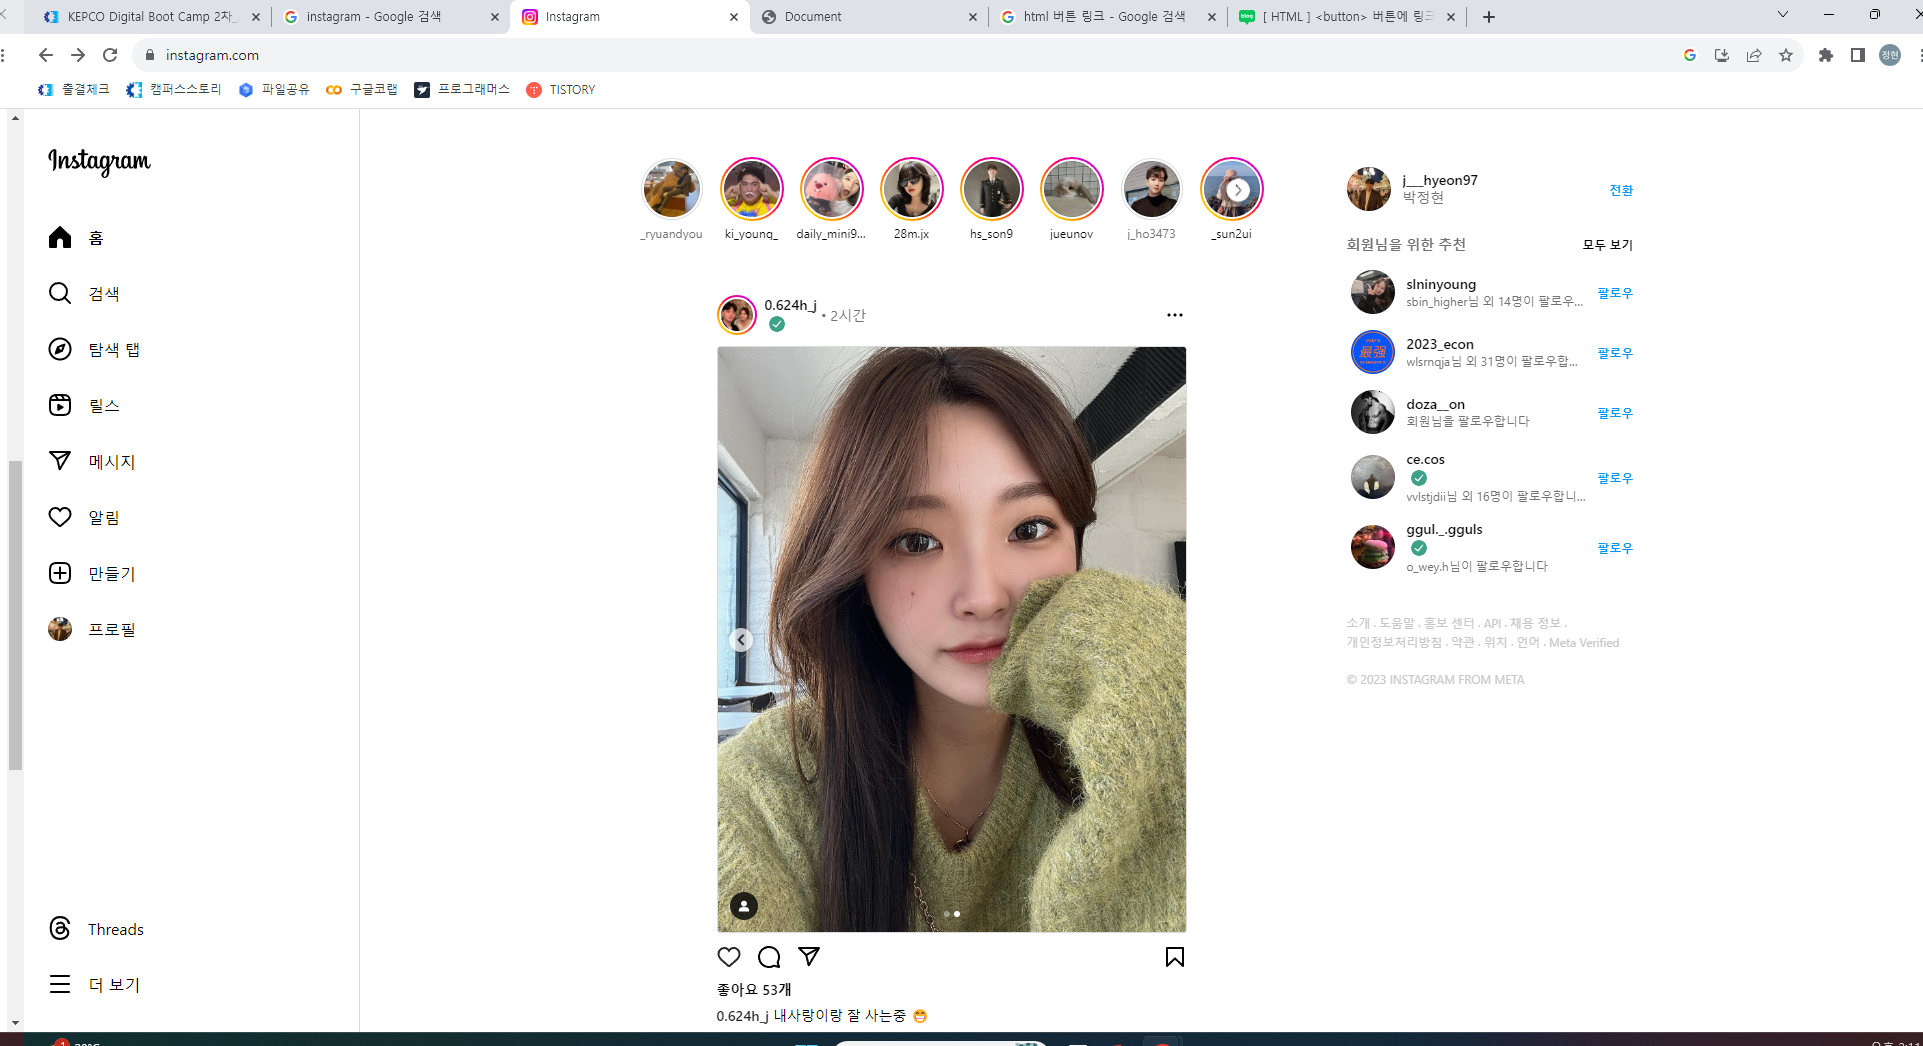 KEPCO Digital Boot Camp 2차_
instagram - Google 검색
Instagram
Document
html 버튼 링크 - Google 검색
[ HTML ] <button> 버튼에 링크
instagram.com
정현
출결체크
캠퍼스스토리
파일공유
구글코랩
프로그래머스
TISTORY
Instagram
홈
검색
탐색 탭
릴스
메시지
알림
만들기
프로필
Threads
더 보기
_ryuandyou
ki_young_
daily_mini9...
28m.jx
hs_son9
jueunov
j_ho3473
_sun2ui
0.624h_j
• 2시간
좋아요 53개
0.624h_j 내사랑이랑 잘 사는중 😁
j___hyeon97
박정현
전환
회원님을 위한 추천
모두 보기
slninyoung
sbin_higher님 외 14명이 팔로우...
팔로우
最强
2023_econ
wlsrnqja님 외 31명이 팔로우합...
팔로우
doza__on
회원님을 팔로우합니다
팔로우
ce.cos
vvlstjdii님 외 16명이 팔로우합니...
팔로우
ggul._.gguls
o_wey.h님이 팔로우합니다
팔로우
소개 . 도움말 . 홍보 센터 . API . 채용 정보 .
개인정보처리방침 . 약관 . 위치 . 언어 . Meta Verified
© 2023 INSTAGRAM FROM META